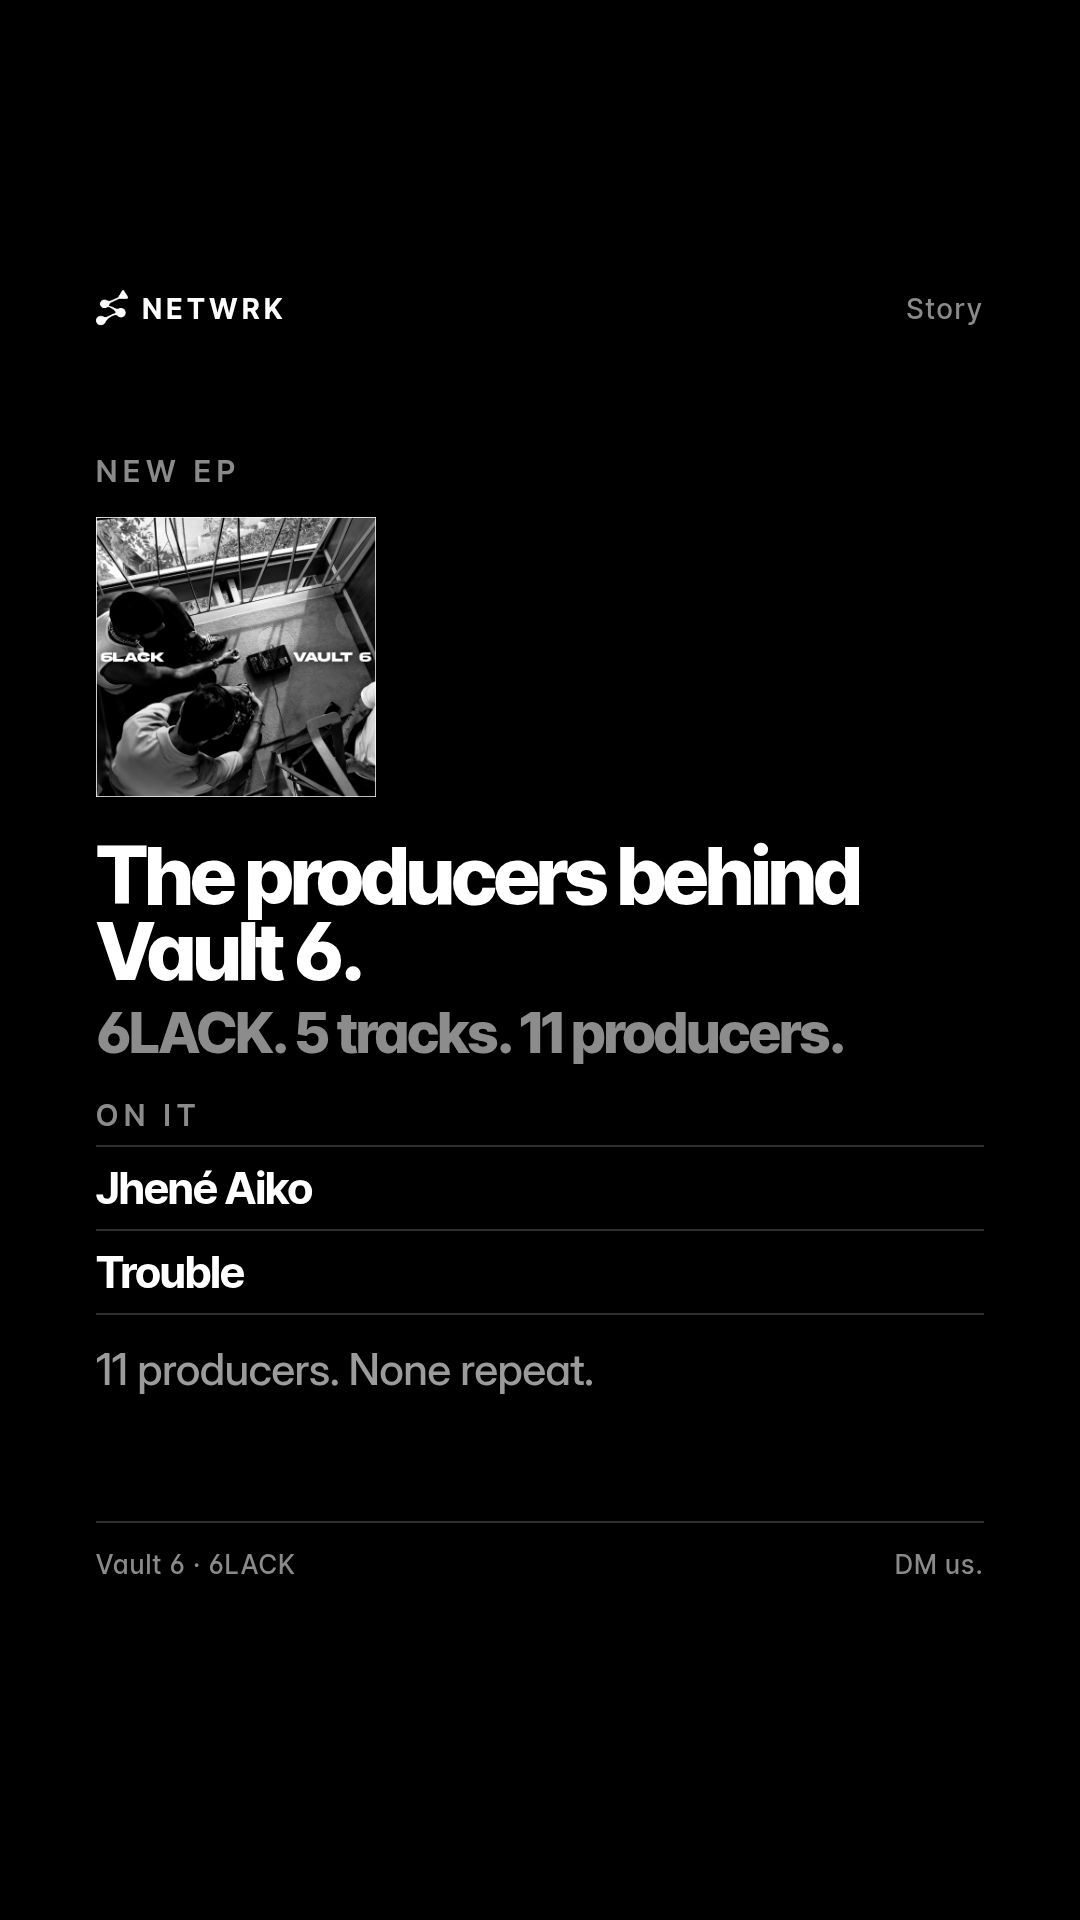 NETWRK
Story
NEW EP
6LACK
VAULT 6
The producers behind
Vault 6.
6LACK. 5 tracks. 11 producers.
ON IT
Jhené Aiko
Trouble
11 producers. None repeat.
Vault 6 · 6LACK
DM us.